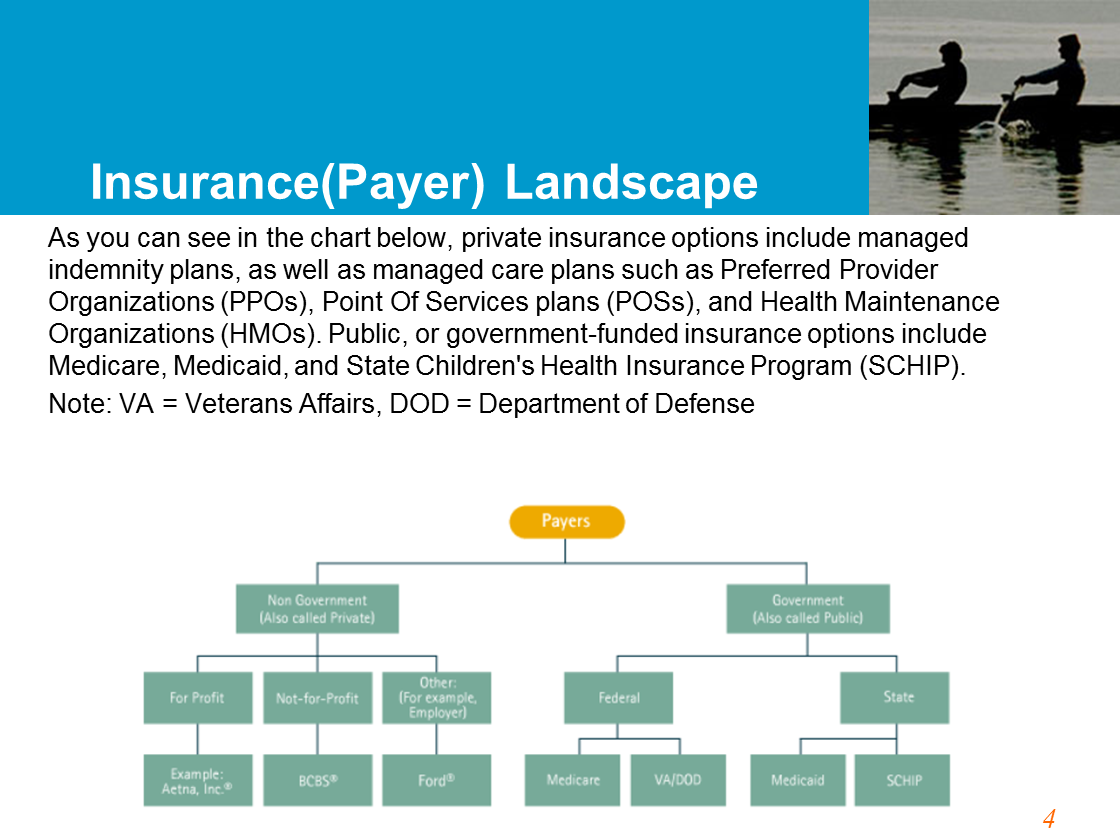 Insurance(Payer) Landscape
As you can see in the chart below, private insurance options include managed
indemnity plans, as well as managed care plans such as Preferred Provider
Organizations (PPOs), Point Of Services plans (POSs), and Health Maintenance
Organizations (HMOs). Public, or government-funded insurance options include
Medicare, Medicaid, and State Children's Health Insurance Program (SCHIP).
Note: VA = Veterans Affairs, DOD = Department of Defense
Payers
Non Government
(Also called Private)
Government
(Also called Public)
For Profit
Not-for-Profit
Other:
(For example,
Employer)
Federal
State
Example:
Aetna, Inc.®
BCBS®
Ford®
Medicare
VA/DOD
Medicaid
SCHIP
4